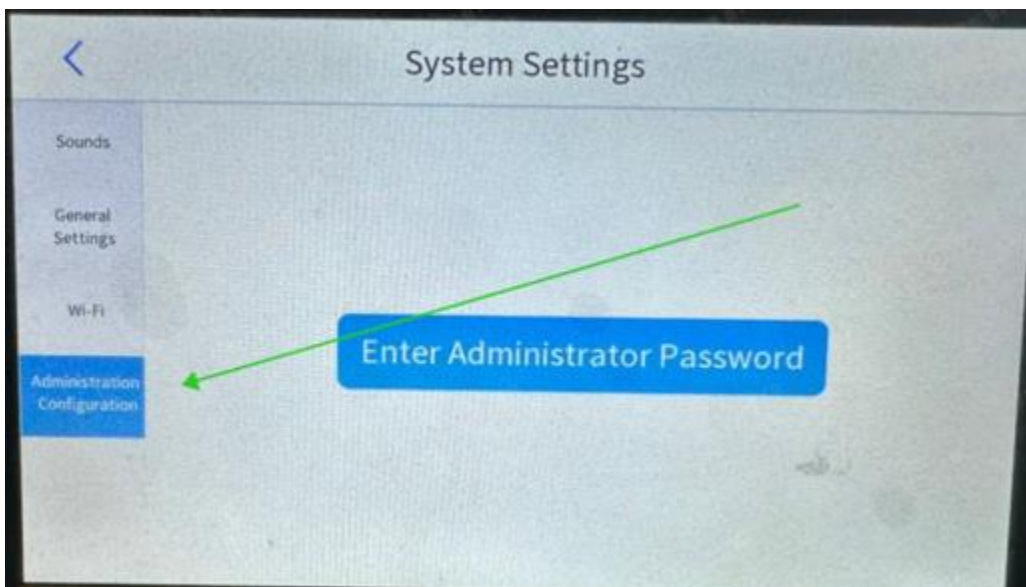 System Settings
Sounds
General
Settings
Wi-Fi
Enter Administrator Password
Administration
Configuration